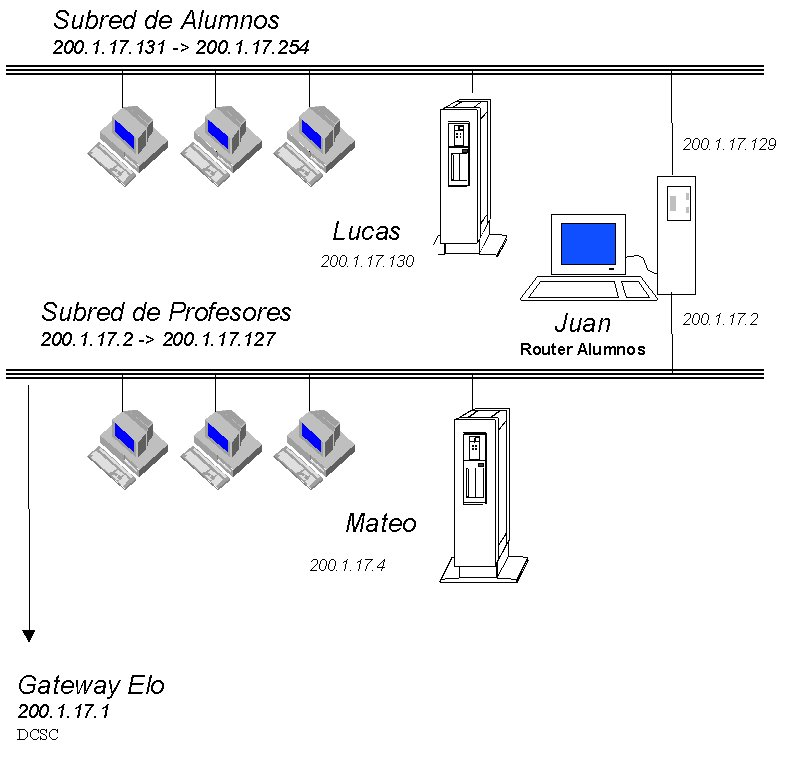 Subred de Alumnos
200.1.17.131 -> 200.1.17.254
200.1.17.129
Lucas
200.1.17.130
Subred de Profesores
200.1.17.2 -> 200.1.17.127
Juan
Router Alumnos
200.1.17.2
Mateo
200.1.17.4
Gateway Elo
200.1.17.1
DCSC